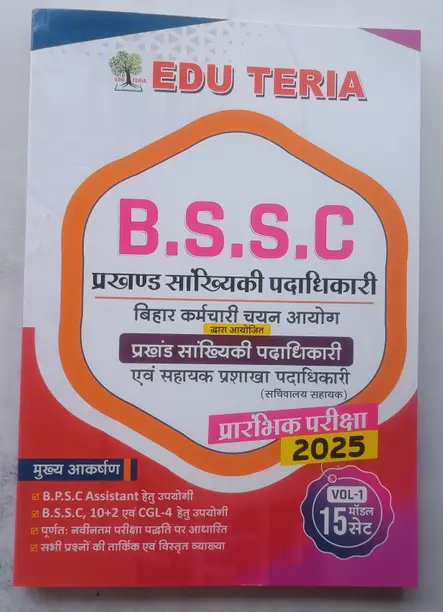 EDU TERIA
EDU TERIA
B.S.S.C
प्रखण्ड सांख्यिकी पदाधिकारी
बिहार कर्मचारी चयन आयोग
द्वारा आयोजित
प्रखंड सांख्यिकी पदाधिकारी
एवं सहायक प्रशाखा पदाधिकारी
(सचिवालय सहायक)
प्रारंभिक परीक्षा
2025
मुख्य आकर्षण
B.P.S.C Assistant हेतु उपयोगी
B.S.S.C, 10+2 एवं CGL-4 हेतु उपयोगी
पूर्णतः नवीनतम परीक्षा पद्धति पर आधारित
सभी प्रश्नों की तार्किक एवं विस्तृत व्याख्या
VOL-1
15 मॉडल सेट